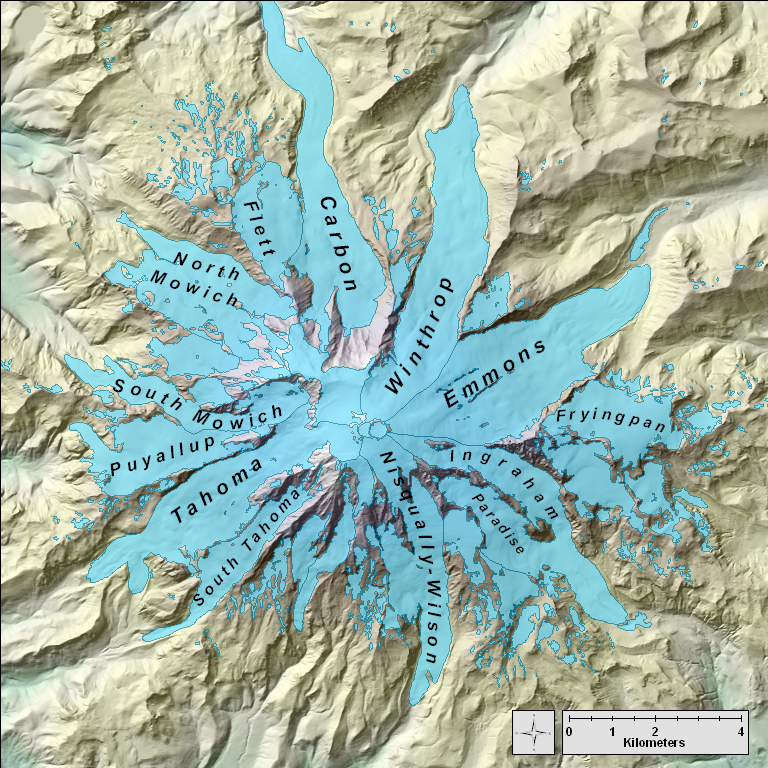 Flett
Carbon
North
Mowich
Winthrop
Emmons
South Mowich
Fryingpan
Puyallup
Ingraham
Tahoma
Nisqually-Wilson
Paradise
South Tahoma
0 1 2 4
Kilometers